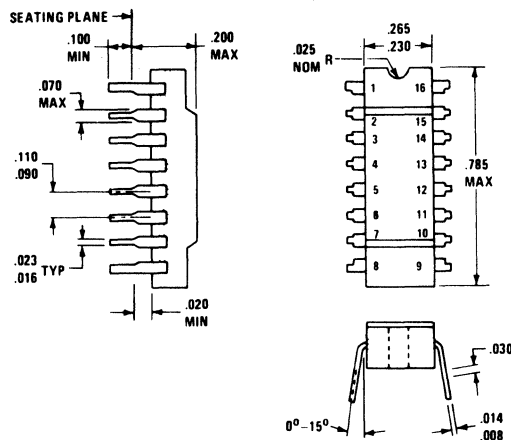 SEATING PLANE
.100
MIN
.200
MAX
.070
MAX
.110
.090
.023
.016 TYP
.020
MIN
.265
.230
.025
NOM R
1 16
2 15
3 14
4 13
5 12
6 11
7 10
8 9
.785
MAX
.030
0°-15°
.014
.008